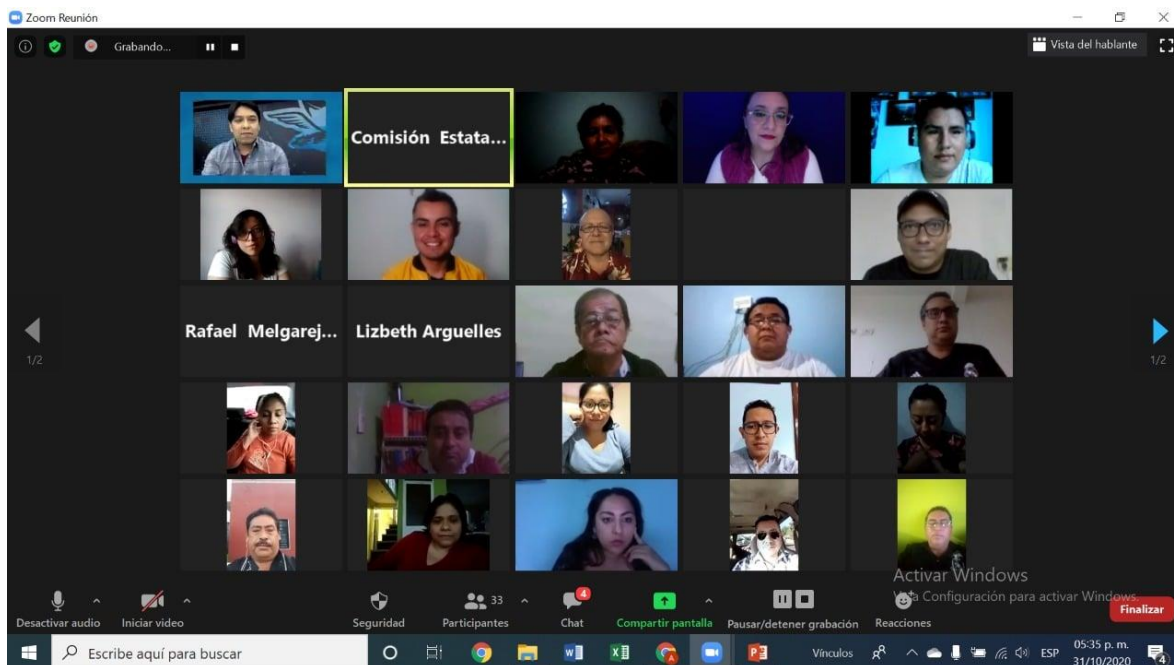 Zoom Reunión
Grabando...
Vista del hablante
Comisión Estata...
Rafael Melgarej...
Lizbeth Arguelles
1/2
1/2
Activar Windows
a Configuración para activar Windows.
Desactivar audio
Iniciar video
Seguridad
33
Participantes
4
Chat
Compartir pantalla
Pausar/detener grabación
Reacciones
Finalizar
Escribe aquí para buscar
Vínculos
ESP
05:35 p. m.
31/10/2020